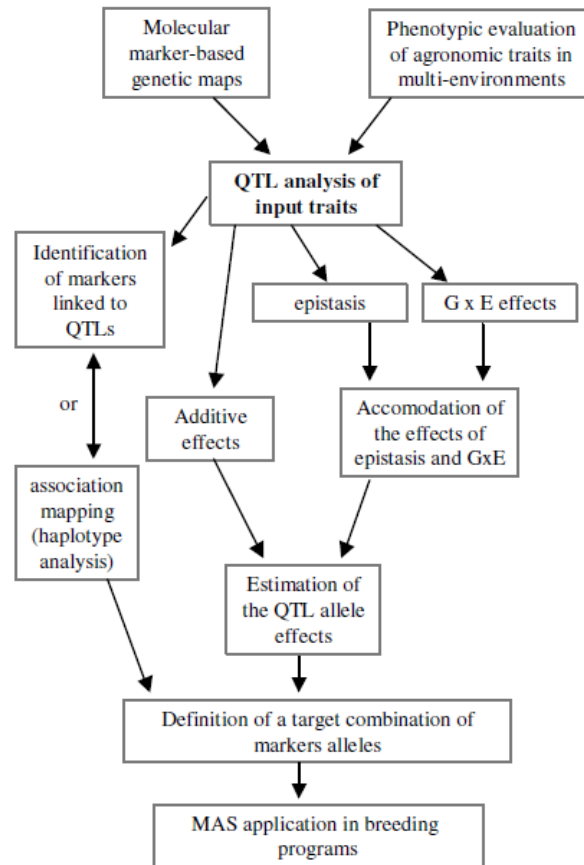 Molecular
marker-based
genetic maps
Phenotypic evaluation
of agronomic traits in
multi-environments
QTL analysis of
input traits
Identification
of markers
linked to
QTLs
epistasis
G x E effects
or
Additive
effects
Accomodation of
the effects of
epistasis and GxE
association
mapping
(haplotype
analysis)
Estimation of
the QTL allele
effects
Definition of a target combination of
markers alleles
MAS application in breeding
programs